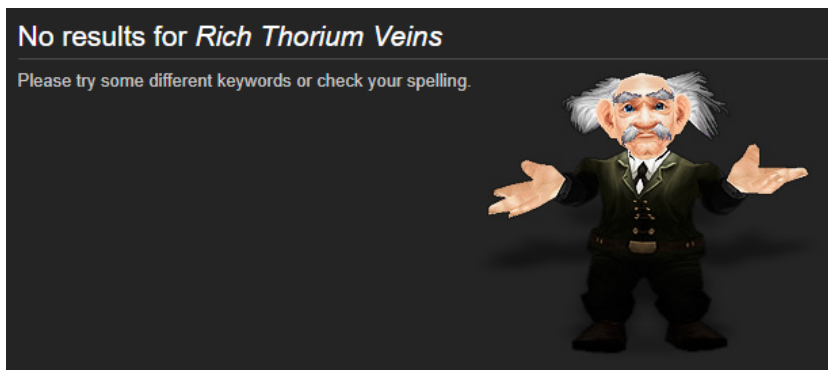 No results for Rich Thorium Veins
Please try some different keywords or check your spelling.